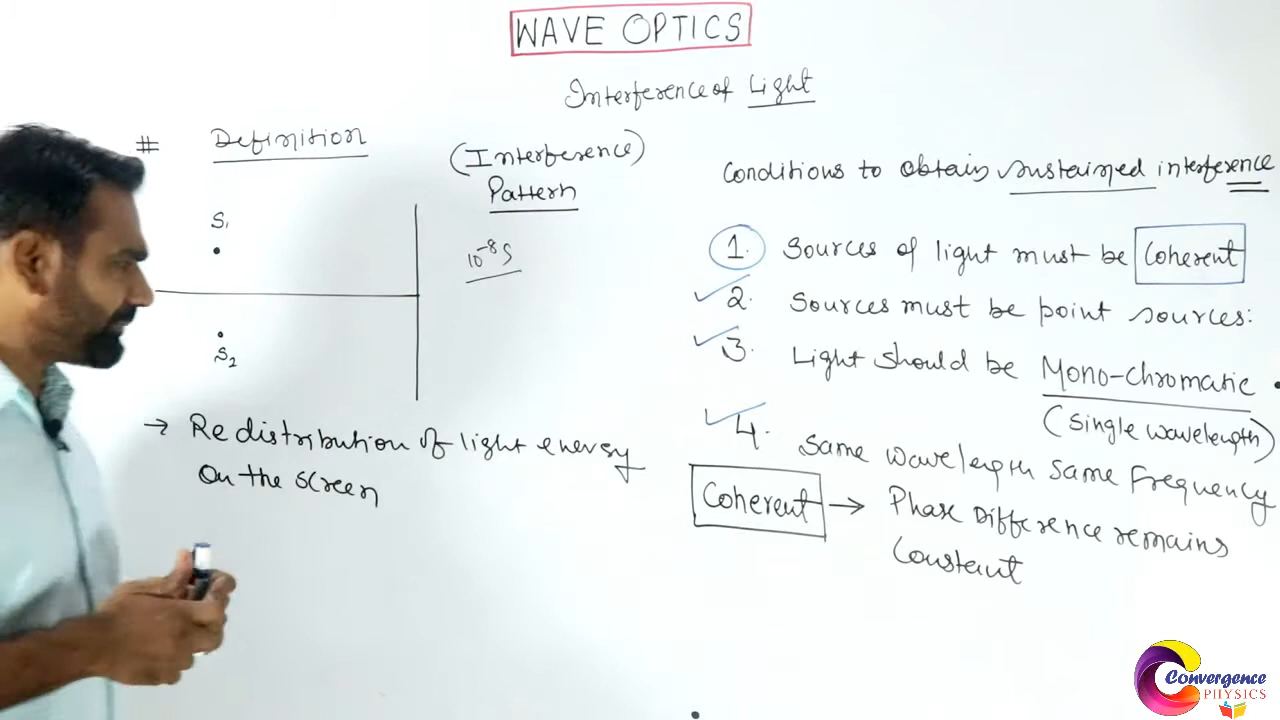 WAVE OPTICS
Interference of Light
# Definition
(Interference)
Pattern
S1
S2
10-8 S
→ Redistribution of light energy
on the screen
Conditions to obtain sustained interference
1. Sources of light must be Coherent
2. Sources must be point sources:
3. Light should be Mono-chromatic
(Single wavelength)
4. Same wavelength same frequency
Coherent → Phase Difference remains
Constant
Convergence
PHYSICS